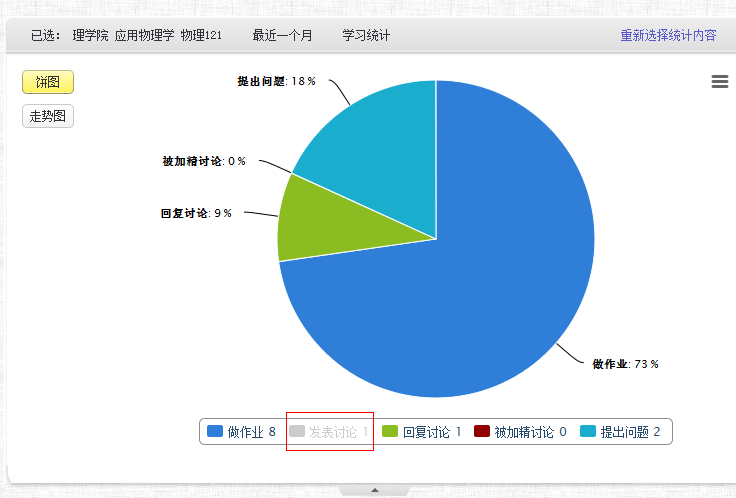 已选： 理学院 应用物理学 物理121 最近一个月 学习统计 重新选择统计内容
饼图
走势图
提出问题: 18 %
被加精讨论: 0 %
回复讨论: 9 %
做作业: 73 %
做作业 8 发表讨论 1 回复讨论 1 被加精讨论 0 提出问题 2